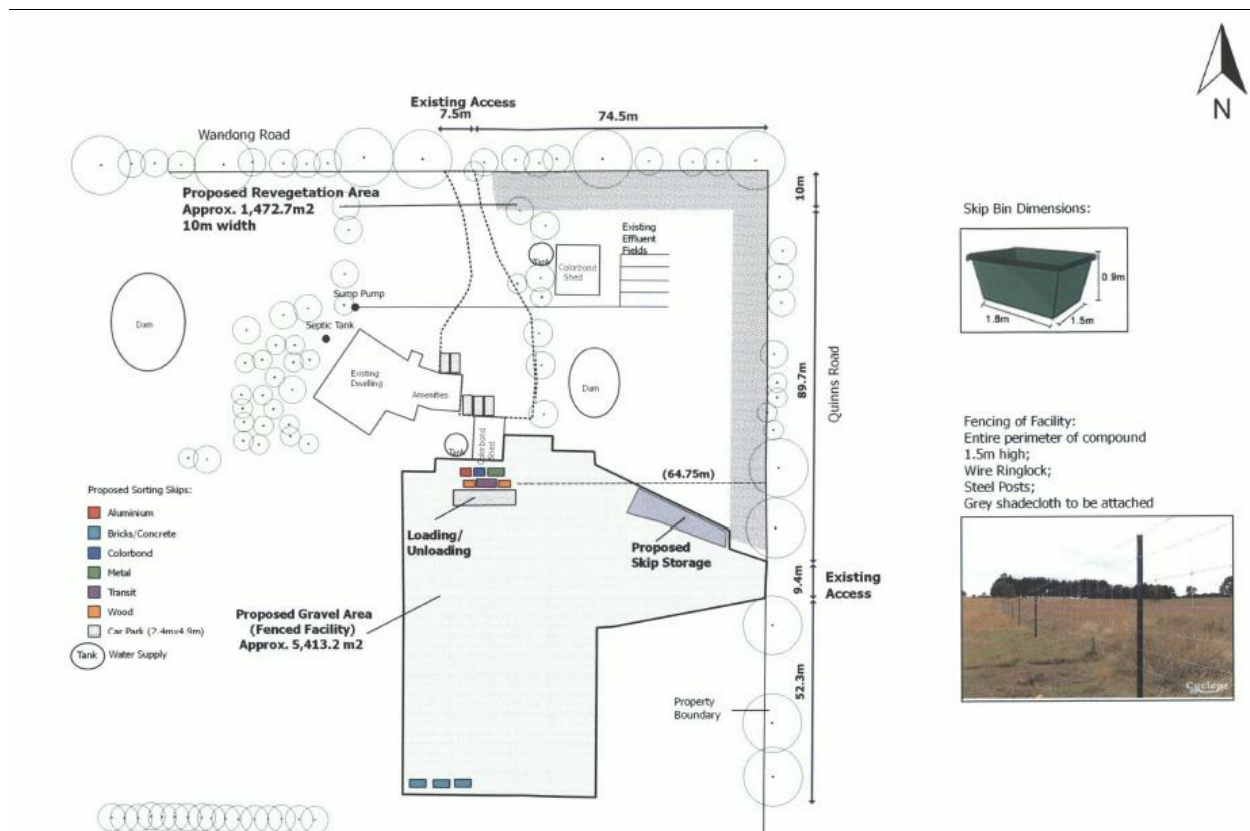 N
Existing Access
7.5m
74.5m
Wandong Road
Proposed Revegetation Area
Approx. 1,472.7m2
10m width
10m
Existing
Effluent
Fields
Tank
Colorbond
Shed
Sump Pump
Septic Tank
Dam
Existing
Dwelling
Amenities
Dam
89.7m
Quinns Road
Tank
Colorbond
Shed
(64.75m)
Loading/
Unloading
Proposed
Skip Storage
9.4m
Existing
Access
Proposed Gravel Area
(Fenced Facility)
Approx. 5,413.2 m2
52.3m
Property
Boundary
Proposed Sorting Skips:
Aluminium
Bricks/Concrete
Colorbond
Metal
Transit
Wood
Car Park (2.4mx4.9m)
Tank
Water Supply
Skip Bin Dimensions:
0.9m
1.8m
1.5m
Fencing of Facility:
Entire perimeter of compound
1.5m high;
Wire Ringlock;
Steel Posts;
Grey shadecloth to be attached
Cyclone